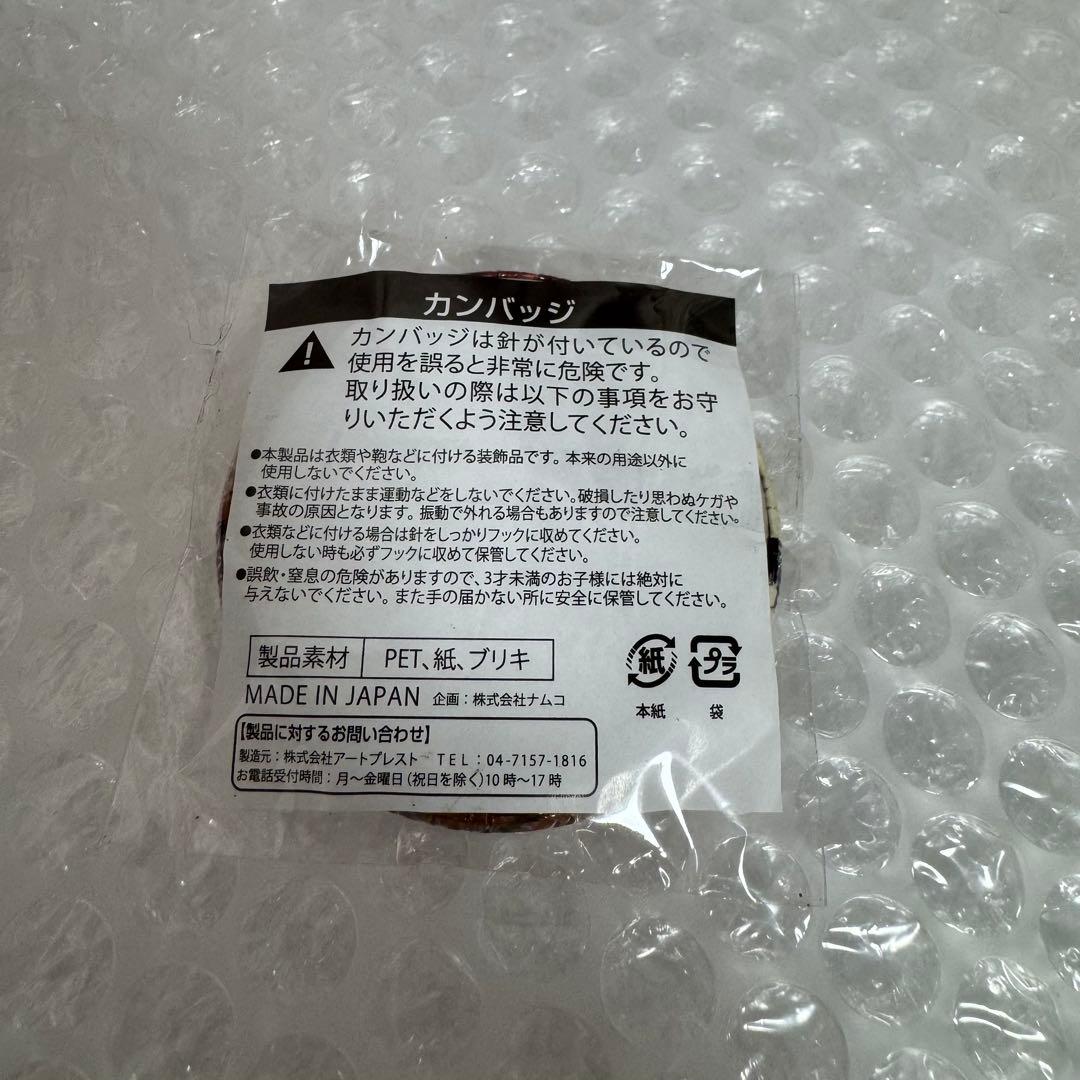 カンバッジ
カンバッジは針が付いているので
使用を誤ると非常に危険です。
取り扱いの際は以下の事項をお守
りいただくよう注意してください。
●本製品は衣類や鞄などに付ける装飾品です。本来の用途以外に
使用しないでください。
●衣類に付けたまま運動などをしないでください。破損したり思わぬケガや
事故の原因となります。振動で外れる場合もありますので注意してください。
●衣類などに付ける場合は針をしっかりフックに収めてください。
使用しない時も必ずフックに収めて保管してください。
●誤飲・窒息の危険がありますので、3才未満のお子様には絶対に
与えないでください。また手の届かない所に安全に保管してください。
製品素材 PET、紙、ブリキ
紙 プラ
本紙 袋
MADE IN JAPAN 企画：株式会社ナムコ
【製品に対するお問い合わせ】
製造元：株式会社アートプレスト TEL：04-7157-1816
お電話受付時間：月～金曜日（祝日を除く）10時～17時